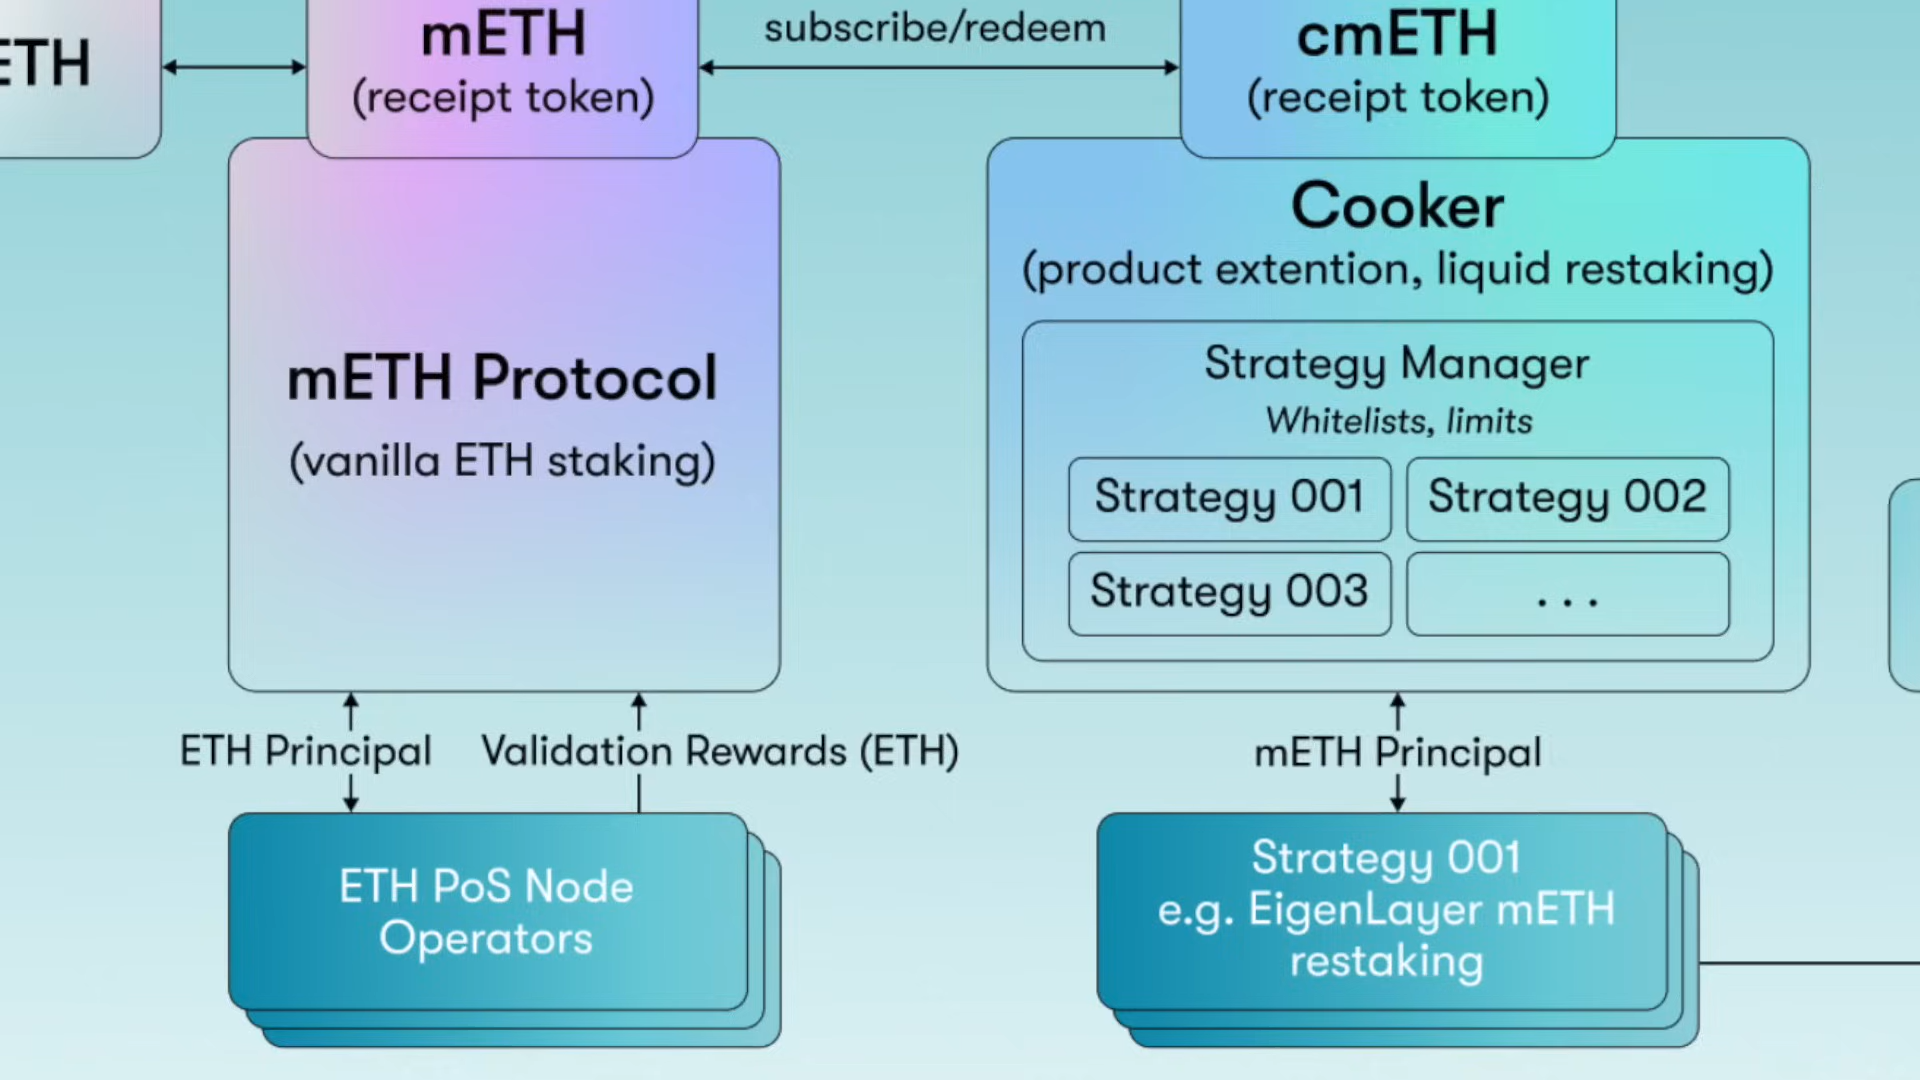 ETH
mETH
(receipt token)
subscribe/redeem
cmETH
(receipt token)
mETH Protocol
(vanilla ETH staking)
Cooker
(product extention, liquid restaking)
Strategy Manager
Whitelists, limits
Strategy 001
Strategy 002
Strategy 003
...
ETH Principal
Validation Rewards (ETH)
mETH Principal
ETH PoS Node
Operators
Strategy 001
e.g. EigenLayer mETH
restaking